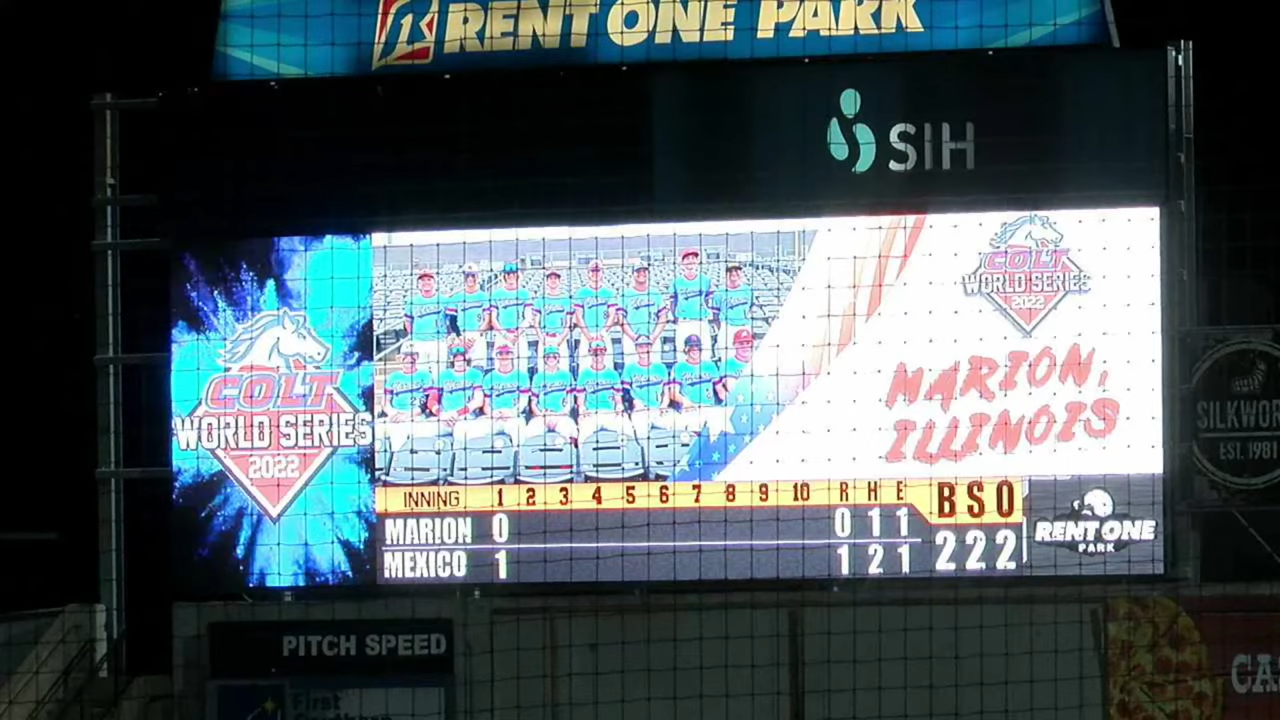 RENT ONE PARK
SIH
COLT
WORLD SERIES
2022
COLT
WORLD SERIES
2022
MARION,
ILLINOIS
INNING 1 2 3 4 5 6 7 8 9 10 R H E B S O
MARION 0 0 1 1 2 2 2
MEXICO 1 1 2 1
RENT ONE
PARK
SILKWOR
EST. 1981
PITCH SPEED
First
CA